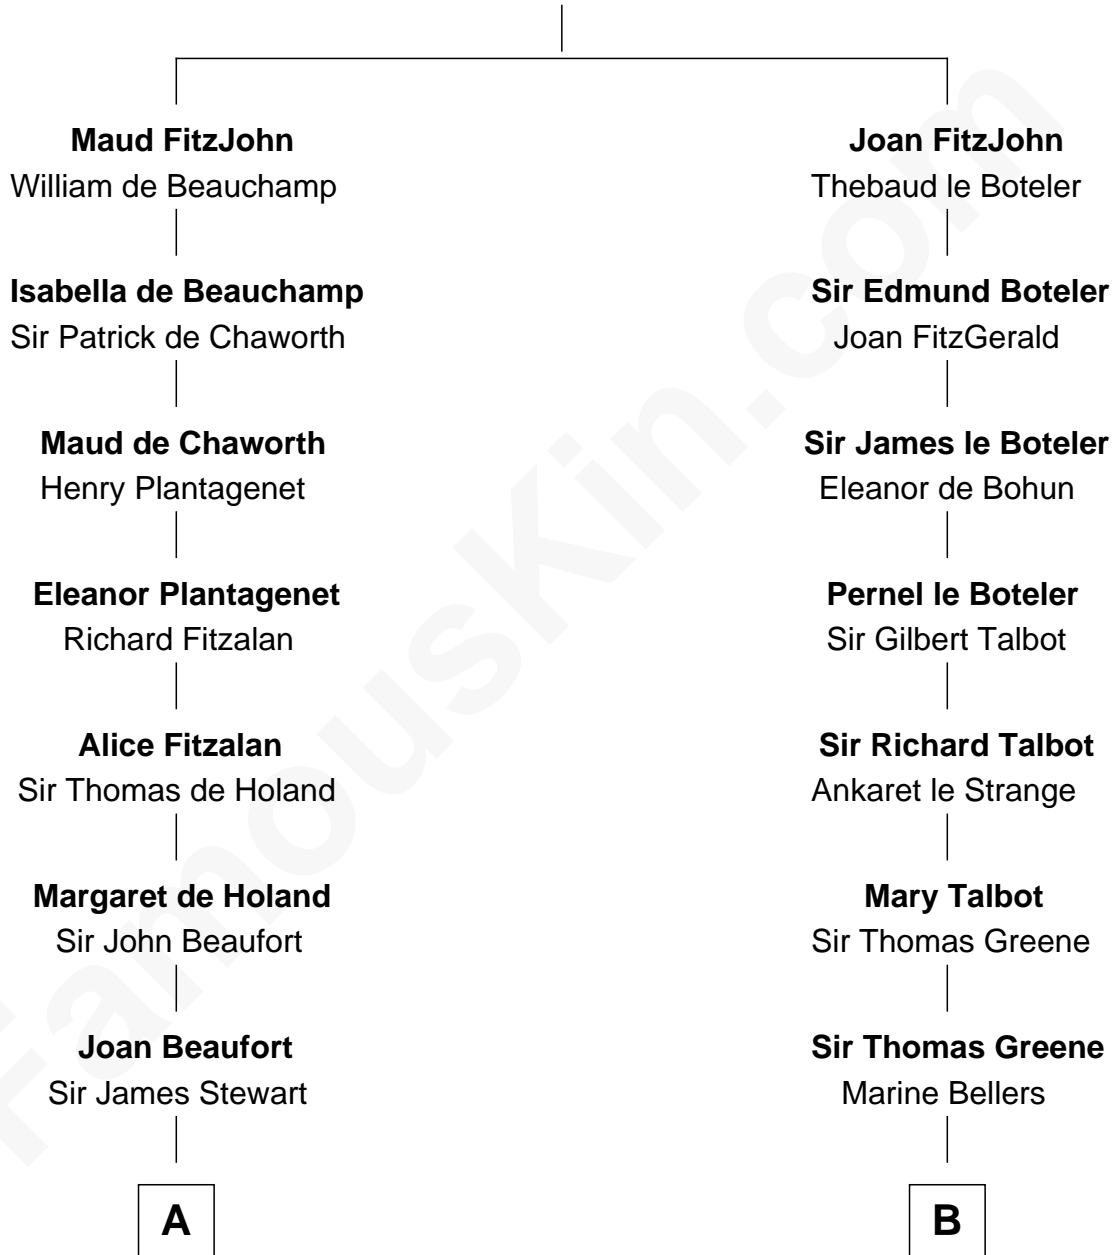 Maud FitzJohn
William de Beauchamp
Isabella de Beauchamp
Sir Patrick de Chaworth
Maud de Chaworth
Henry Plantagenet
Eleanor Plantagenet
Richard Fitzalan
Alice Fitzalan
Sir Thomas de Holand
Margaret de Holand
Sir John Beaufort
Joan Beaufort
Sir James Stewart
A
Joan FitzJohn
Thebaud le Boteler
Sir Edmund Boteler
Joan FitzGerald
Sir James le Boteler
Eleanor de Bohun
Pernel le Boteler
Sir Gilbert Talbot
Sir Richard Talbot
Ankaret le Strange
Mary Talbot
Sir Thomas Greene
Sir Thomas Greene
Marine Bellers
B
FamousKin.com